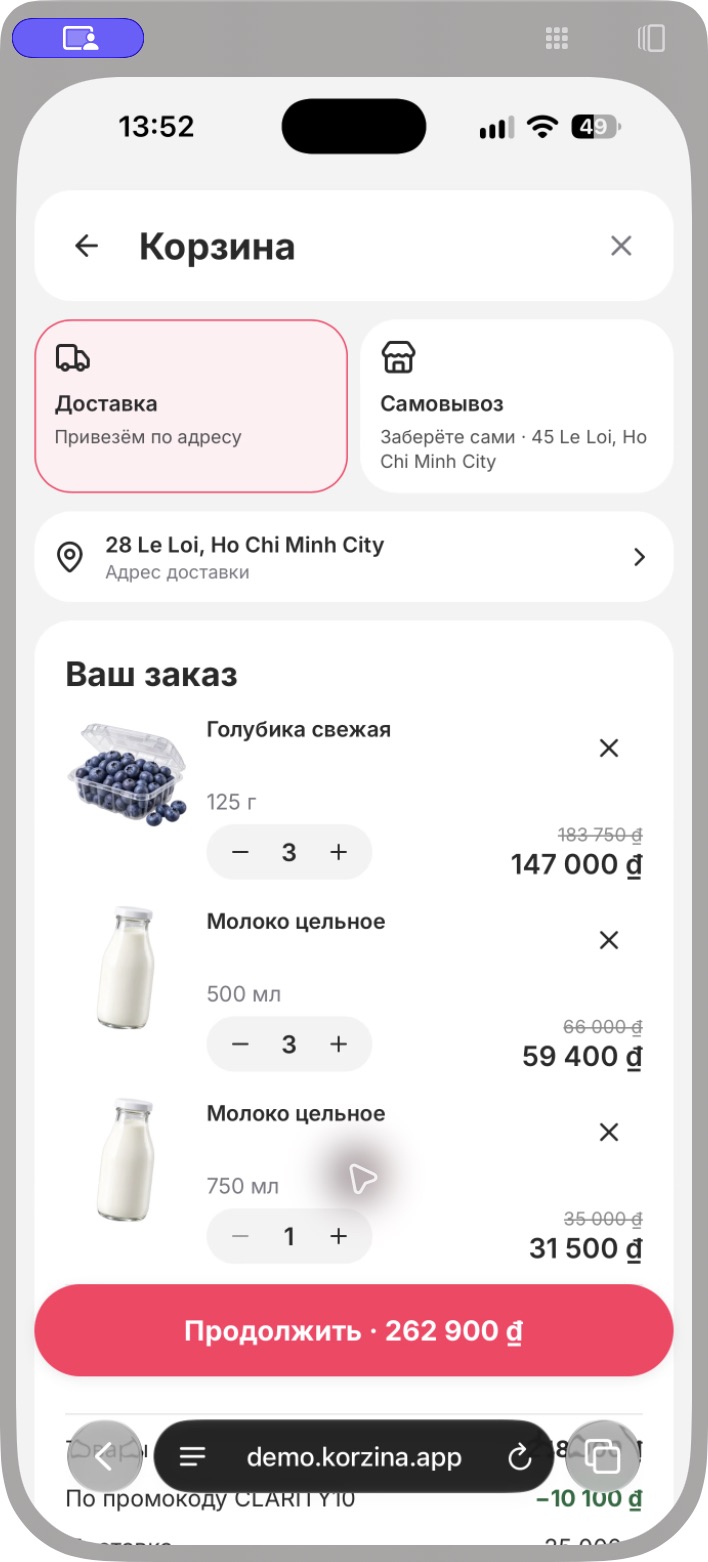 13:52
49
Корзина
Доставка
Привезём по адресу
Самовывоз
Заберёте сами · 45 Le Loi, Ho
Chi Minh City
28 Le Loi, Ho Chi Minh City
Адрес доставки
Ваш заказ
Голубика свежая
125 г
183 750 ₫
3
147 000 ₫
Молоко цельное
500 мл
66 000 ₫
3
59 400 ₫
Молоко цельное
750 мл
35 000 ₫
1
31 500 ₫
Продолжить · 262 900 ₫
Товары
demo.korzina.app
По промокоду CLARITY10
−10 100 ₫